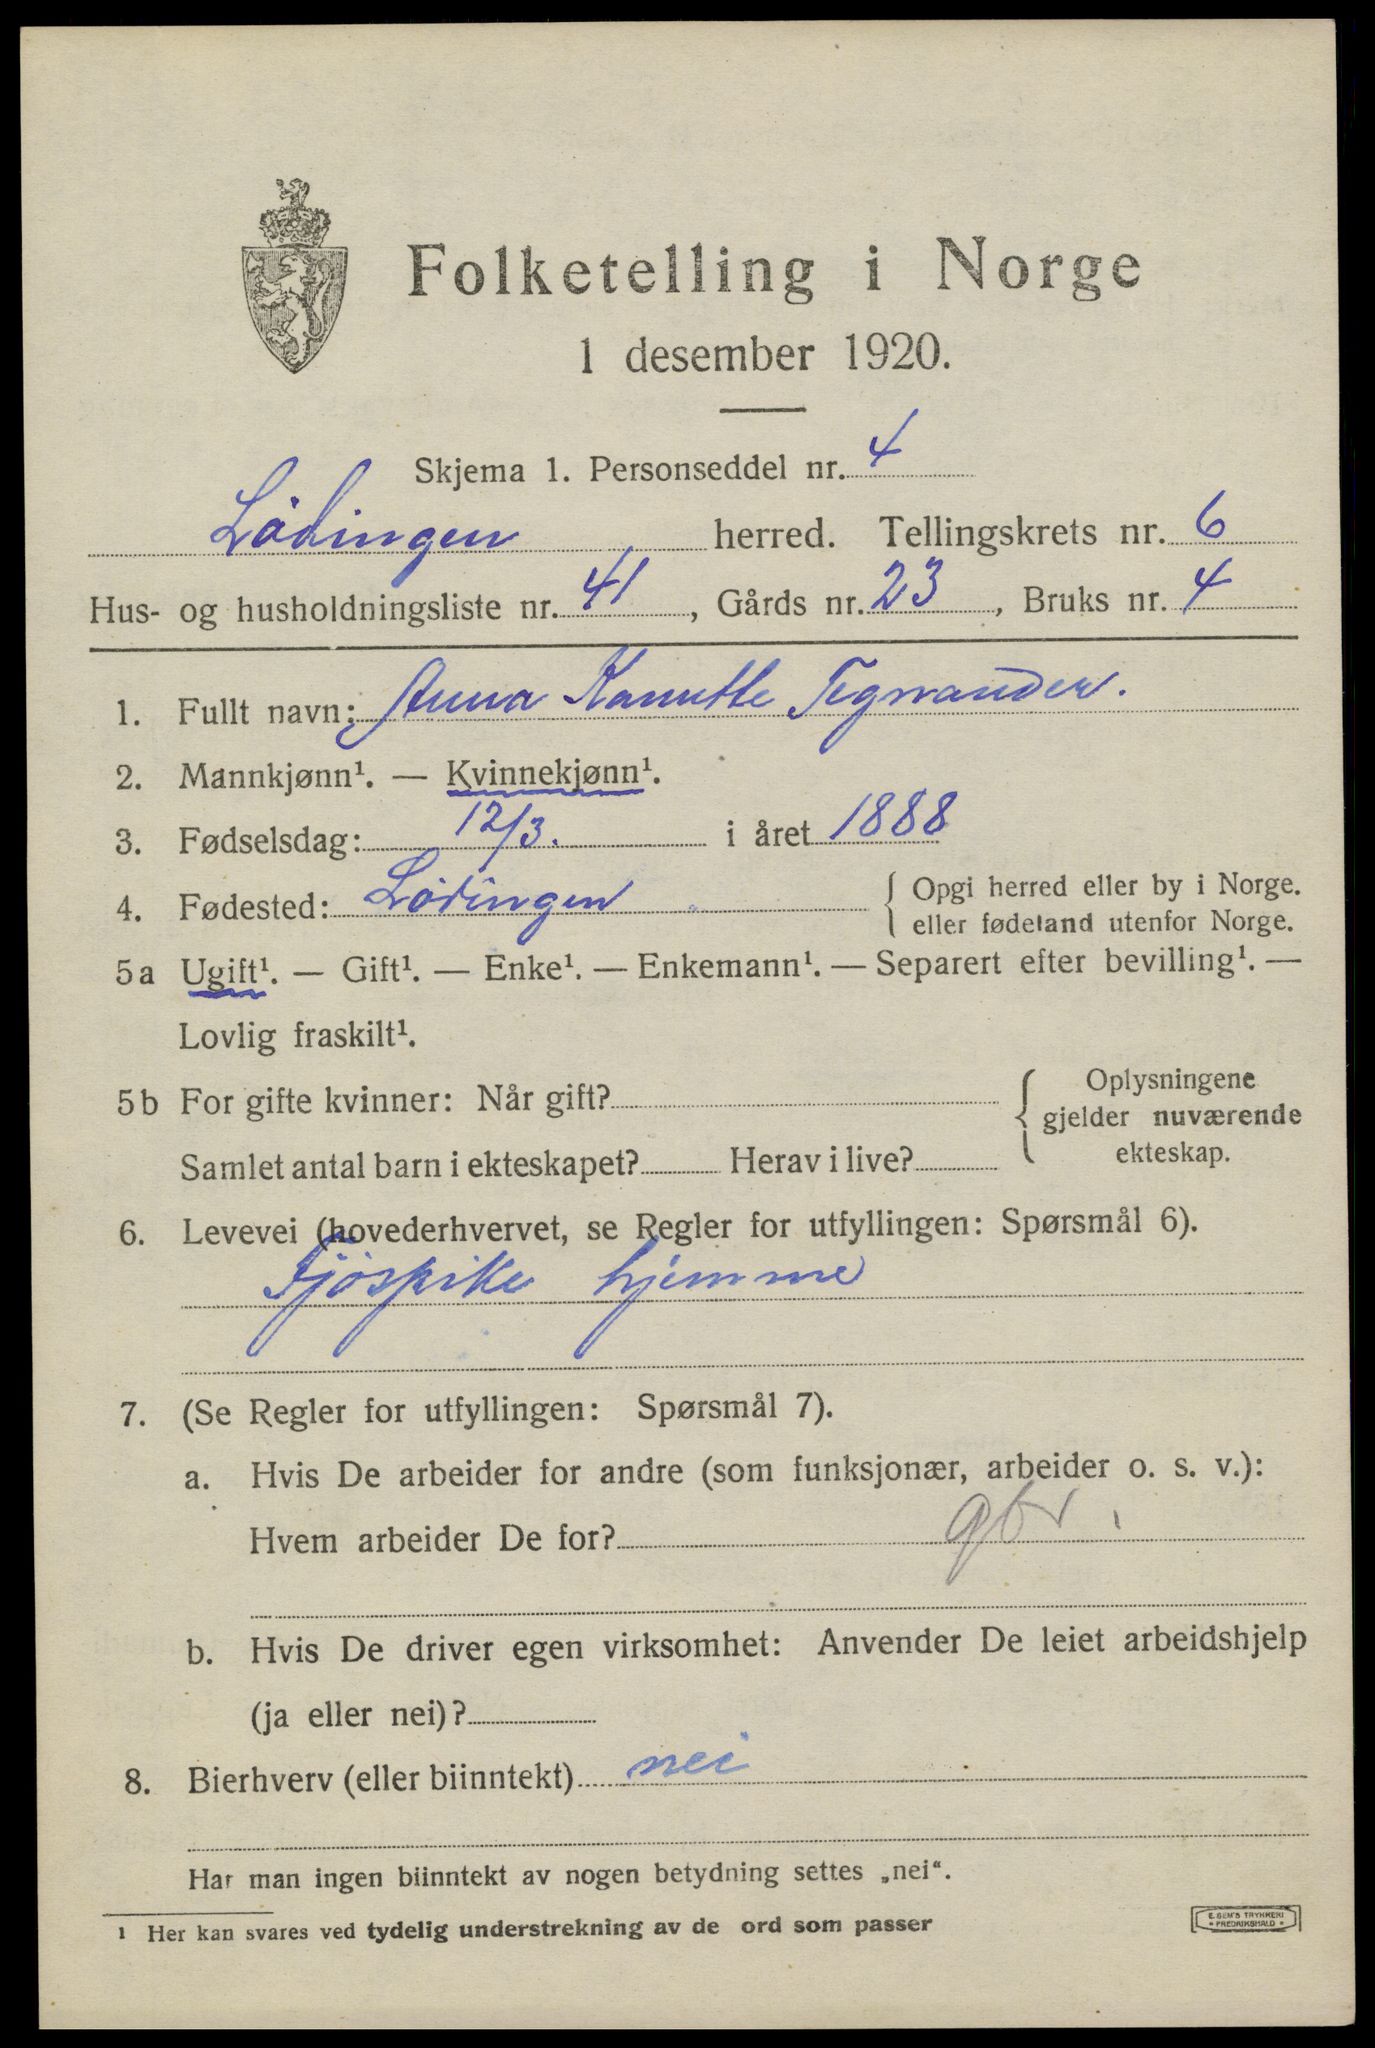 Folketelling i Norge
1 desember 1920.
Skjema 1. Personseddel nr. 4
Lödingen herred. Tellingskrets nr. 6
Hus- og husholdningsliste nr. 41, Gårds nr. 23, Bruks nr. 4
1. Fullt navn: Anna Kanutte Tegnander.
2. Mannkjønn¹. — Kvinnekjønn¹.
3. Fødselsdag: 12/3. i året 1888
4. Fødested: Lödingen { Opgi herred eller by i Norge.
eller fødeland utenfor Norge.
5a Ugift¹. — Gift¹. — Enke¹. — Enkemann¹. — Separert efter bevilling¹. —
Lovlig fraskilt¹.
5b For gifte kvinner: Når gift?
Samlet antal barn i ekteskapet? Herav i live?
{ Oplysningene
gjelder nuværende
ekteskap.
6. Levevei (hovederhvervet, se Regler for utfyllingen: Spørsmål 6).
Fjöspike hjemme
7. (Se Regler for utfyllingen: Spørsmål 7).
a. Hvis De arbeider for andre (som funksjonær, arbeider o. s. v.):
Hvem arbeider De for? gbr.
b. Hvis De driver egen virksomhet: Anvender De leiet arbeidshjelp
(ja eller nei)?
8. Bierhverv (eller biinntekt) nei
Har man ingen biinntekt av nogen betydning settes „nei“.
1 Her kan svares ved tydelig understrekning av de ord som passer
E. SEM'S TRYKKERI
* FREDRIKSHALD *